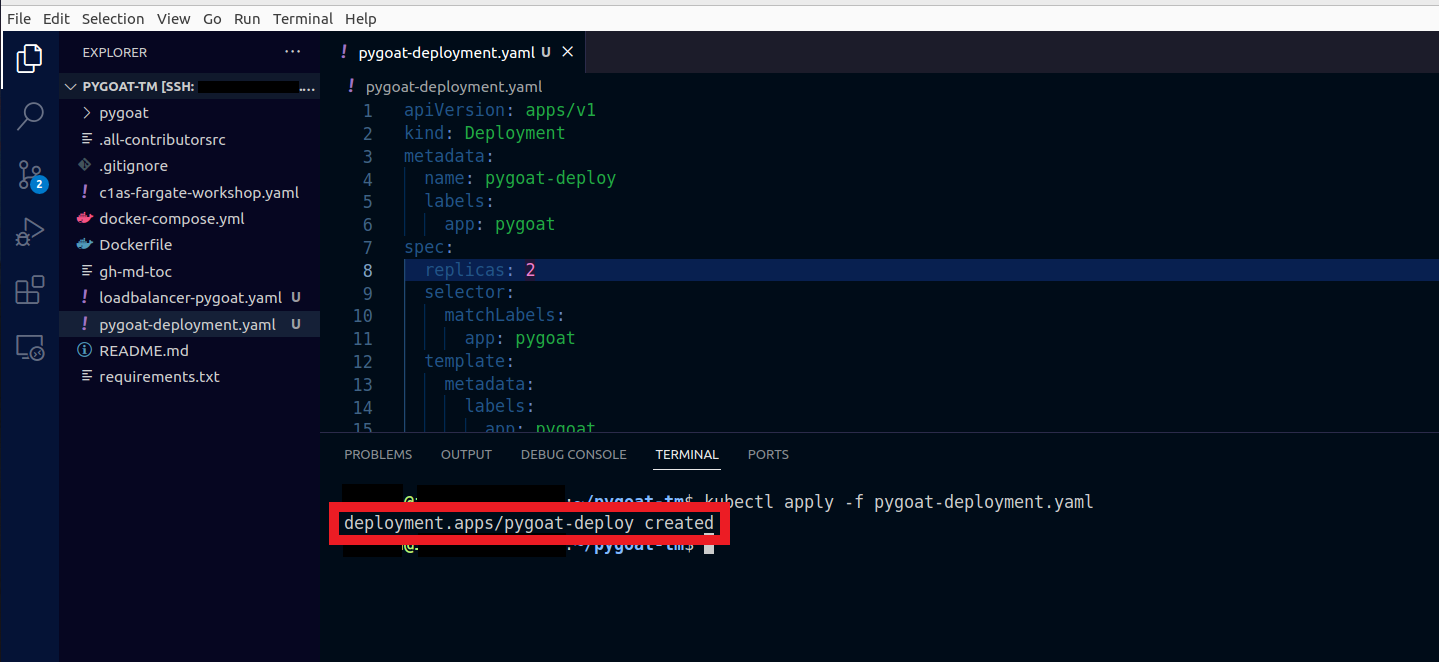 File Edit Selection View Go Run Terminal Help
EXPLORER ...
PYGOAT-TM [SSH: ....
pygoat
.all-contributorsrc
.gitignore
c1as-fargate-workshop.yaml
docker-compose.yml
Dockerfile
gh-md-toc
loadbalancer-pygoat.yaml U
pygoat-deployment.yaml U
README.md
requirements.txt
2
! pygoat-deployment.yaml U ×
! pygoat-deployment.yaml
1 apiVersion: apps/v1
2 kind: Deployment
3 metadata:
4 name: pygoat-deploy
5 labels:
6 app: pygoat
7 spec:
8 replicas: 2
9 selector:
10 matchLabels:
11 app: pygoat
12 template:
13 metadata:
14 labels:
15 app: pygoat
PROBLEMS OUTPUT DEBUG CONSOLE TERMINAL PORTS
@ :~/pygoat-tm$ kubectl apply -f pygoat-deployment.yaml
deployment.apps/pygoat-deploy created
@ :~/pygoat-tm$